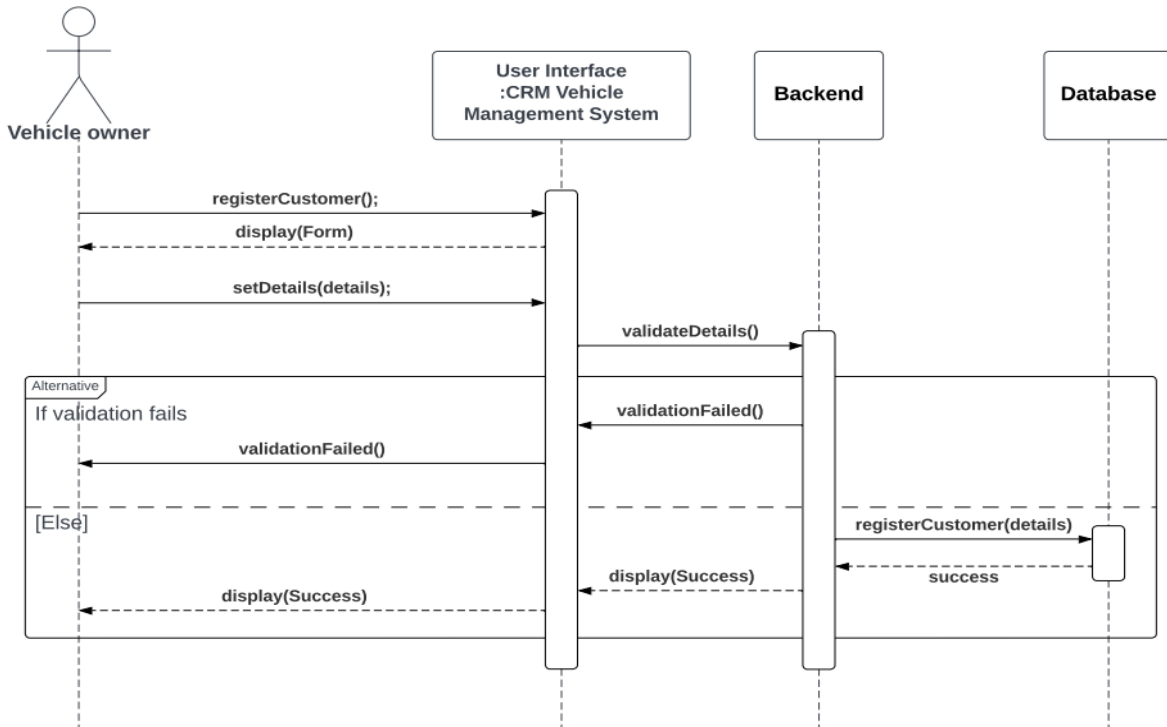 User Interface
:CRM Vehicle
Management System
Backend
Database
Vehicle owner
registerCustomer();
display(Form)
setDetails(details);
validateDetails()
Alternative
If validation fails
validationFailed()
validationFailed()
[Else]
registerCustomer(details)
success
display(Success)
display(Success)